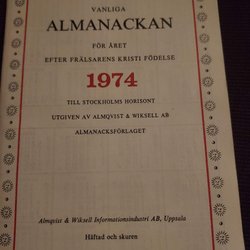 VANLIGA
ALMANACKAN
FÖR ÅRET
EFTER FRÄLSARENS KRISTI FÖDELSE
1974
TILL STOCKHOLMS HORISONT
UTGIVEN AV ALMQVIST & WIKSELL AB
ALMANACKSFÖRLAGET
Almqvist & Wiksell Informationsindustri AB, Uppsala
Häftad och skuren